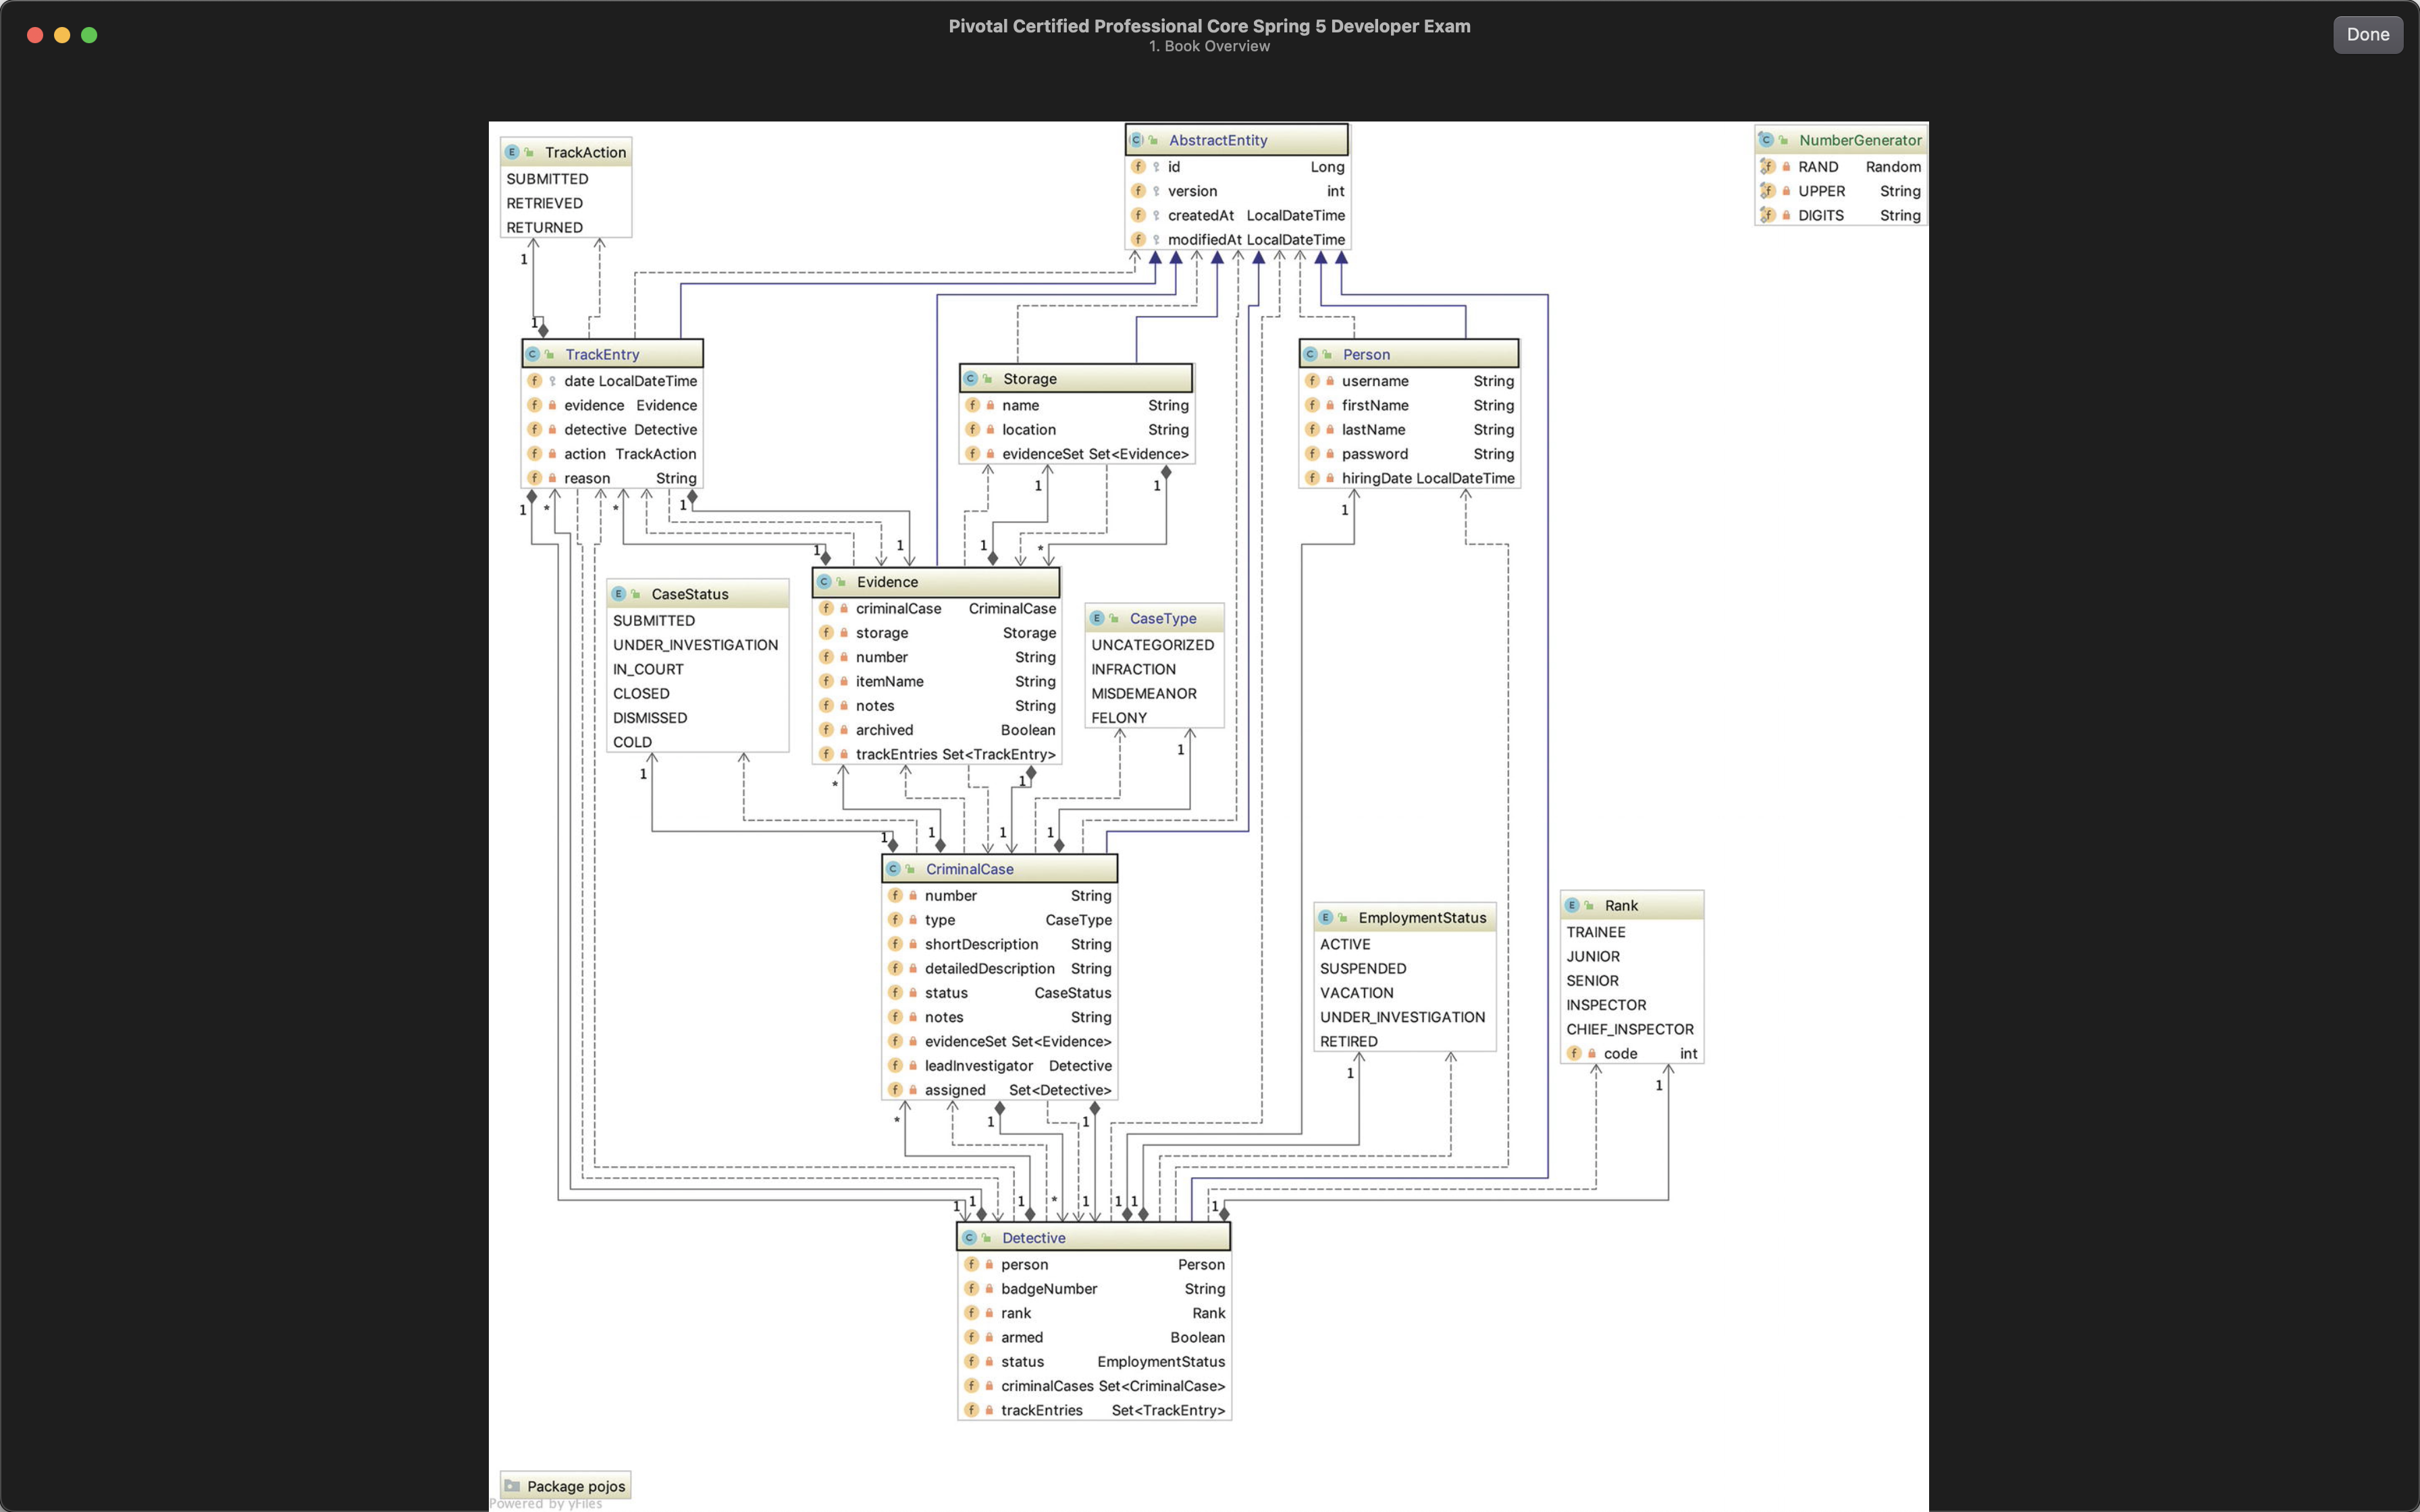 Pivotal Certified Professional Core Spring 5 Developer Exam
1. Book Overview
Done
TrackAction
SUBMITTED
RETRIEVED
RETURNED
AbstractEntity
id Long
version int
createdAt LocalDateTime
modifiedAt LocalDateTime
NumberGenerator
RAND Random
UPPER String
DIGITS String
1
1
TrackEntry
date LocalDateTime
evidence Evidence
detective Detective
action TrackAction
reason String
Storage
name String
location String
evidenceSet Set<Evidence>
Person
username String
firstName String
lastName String
password String
hiringDate LocalDateTime
1 * * 1 1 1 1
1 1 1 *
Evidence
criminalCase CriminalCase
storage Storage
number String
itemName String
notes String
archived Boolean
trackEntries Set<TrackEntry>
CaseStatus
SUBMITTED
UNDER_INVESTIGATION
IN_COURT
CLOSED
DISMISSED
COLD
CaseType
UNCATEGORIZED
INFRACTION
MISDEMEANOR
FELONY
1 * 1 1
1 1 1 1
CriminalCase
number String
type CaseType
shortDescription String
detailedDescription String
status CaseStatus
notes String
evidenceSet Set<Evidence>
leadInvestigator Detective
assigned Set<Detective>
EmploymentStatus
ACTIVE
SUSPENDED
VACATION
UNDER_INVESTIGATION
RETIRED
Rank
TRAINEE
JUNIOR
SENIOR
INSPECTOR
CHIEF_INSPECTOR
code int
* 1 1 1 1
1 1 1 * 1 1 1 1
Detective
person Person
badgeNumber String
rank Rank
armed Boolean
status EmploymentStatus
criminalCases Set<CriminalCase>
trackEntries Set<TrackEntry>
Package pojos
Powered by yFiles